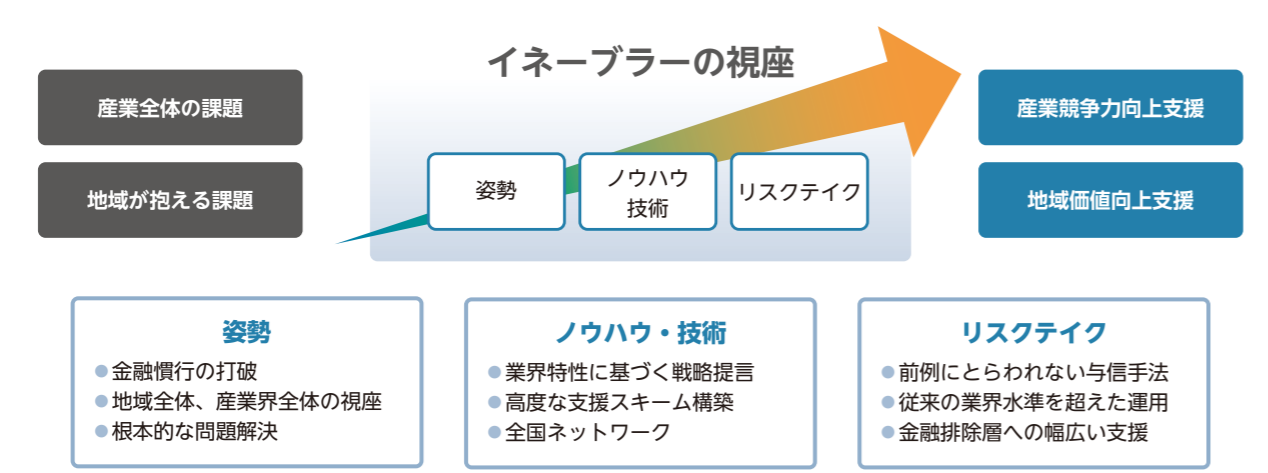 イネーブラーの視座
産業全体の課題
地域が抱える課題
姿勢
ノウハウ
技術
リスクテイク
産業競争力向上支援
地域価値向上支援
姿勢
●金融慣行の打破
●地域全体、産業界全体の視座
●根本的な問題解決
ノウハウ・技術
●業界特性に基づく戦略提言
●高度な支援スキーム構築
●全国ネットワーク
リスクテイク
●前例にとらわれない与信手法
●従来の業界水準を超えた運用
●金融排除層への幅広い支援